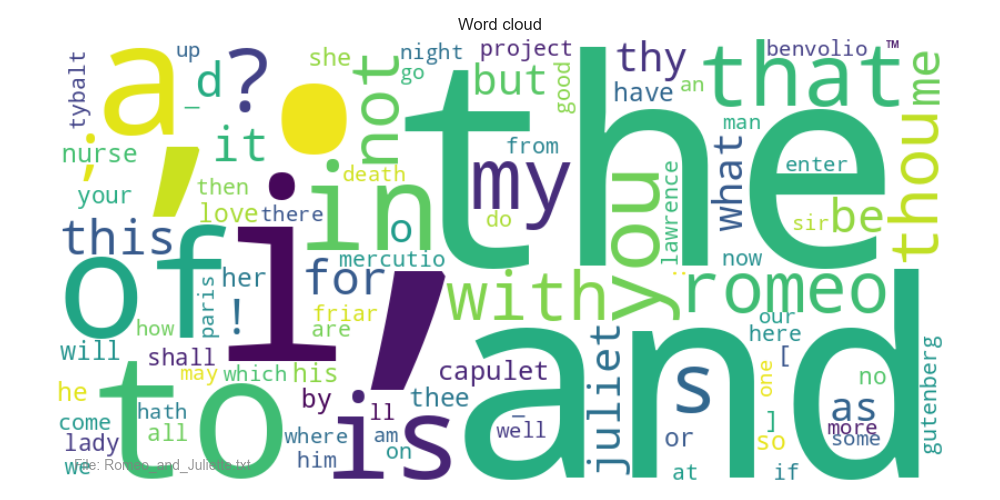 Word cloud
tybalt
up
a
_
d
?
.
she
night
go
not
project
but
good
thy
have
an
that
benvolio
™
me
nurse
;
,
it
the
from
man
your
then
death
in
my
do
you
lawrence
what
enter
thou
love
there
i
o
sir
be
this
of
her
for
mercutio
now
:
paris
!
friar
are
with
romeo
how
,
our
here
will
shall
may
which
his
capulet
juliet
and
[
gutenberg
he
to
by
ll
is
thee
s
one
no
come
hath
all
where
am
_
well
or
]
so
as
more
some
lady
we
him
on
at
if
File: Romeo_and_Juliette.txt